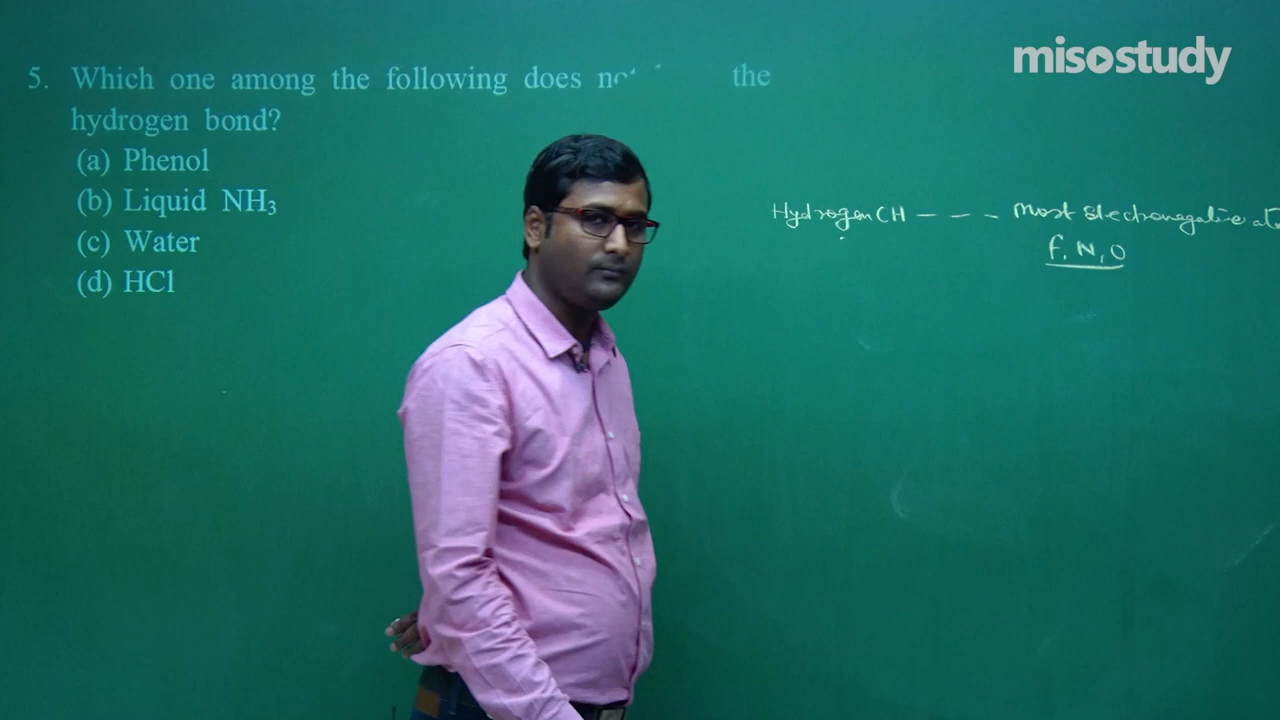 misostudy
5. Which one among the following does the
hydrogen bond?
(a) Phenol
(b) Liquid NH₃
(c) Water
(d) HCl
Hydrogen CH - - - most electronegative
F, N, O